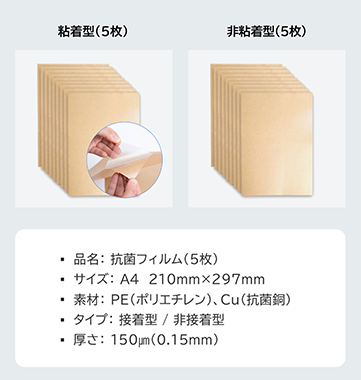 粘着型(5枚)
非粘着型(5枚)
▪ 品名: 抗菌フィルム(5枚)
▪ サイズ: A4 210mm×297mm
▪ 素材: PE(ポリエチレン)、Cu(抗菌銅)
▪ タイプ: 接着型 / 非接着型
▪ 厚さ: 150㎛(0.15mm)